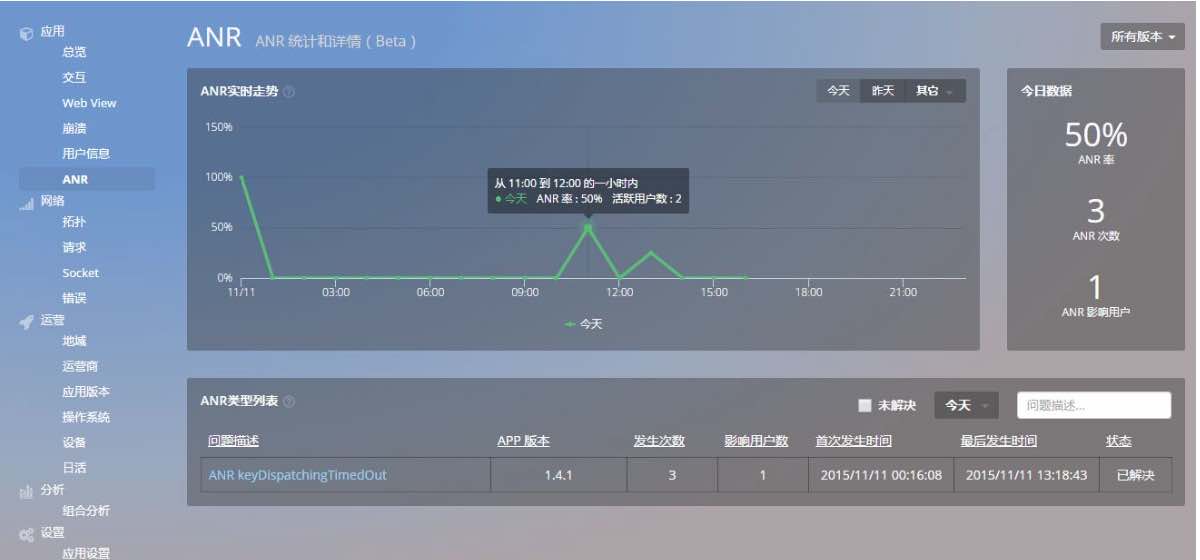 应用
总览
交互
Web View
崩溃
用户信息
ANR
网络
拓扑
请求
Socket
错误
运营
地域
运营商
应用版本
操作系统
设备
日活
分析
组合分析
设置
应用设置
ANR ANR 统计和详情 ( Beta )
所有版本
ANR实时走势
今天 昨天 其它
150%
100%
50%
0%
从 11:00 到 12:00 的一小时内
今天 ANR 率 : 50% 活跃用户数 : 2
11/11 03:00 06:00 09:00 12:00 15:00 18:00 21:00
今天
今日数据
50%
ANR 率
3
ANR 次数
1
ANR 影响用户
ANR类型列表
未解决 今天 问题描述...
问题描述 APP 版本 发生次数 影响用户数 首次发生时间 最后发生时间 状态
ANR keyDispatchingTimedOut 1.4.1 3 1 2015/11/11 00:16:08 2015/11/11 13:18:43 已解决